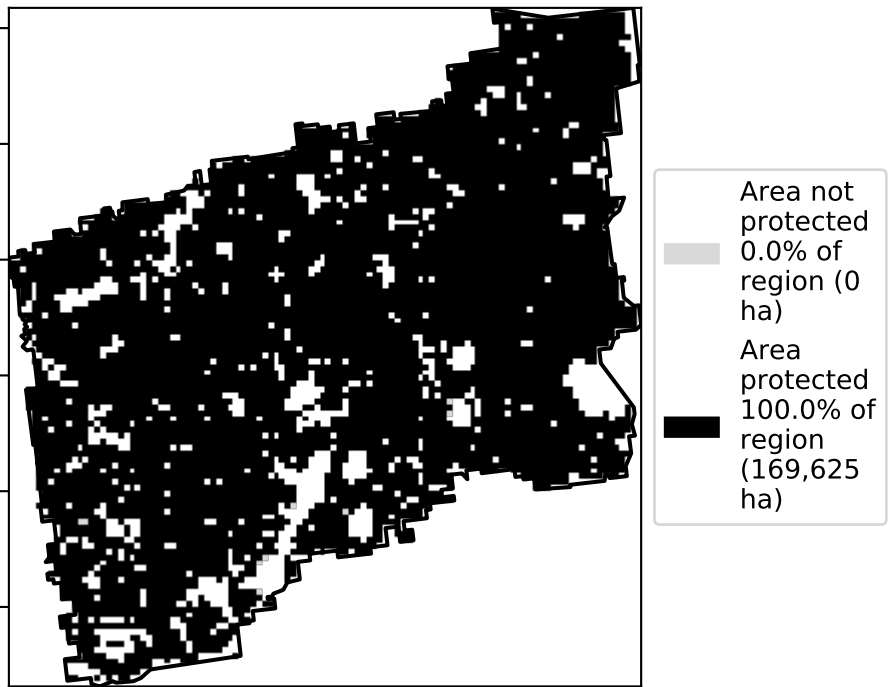 Area not
protected
0.0% of
region (0
ha)
Area
protected
100.0% of
region
(169,625
ha)